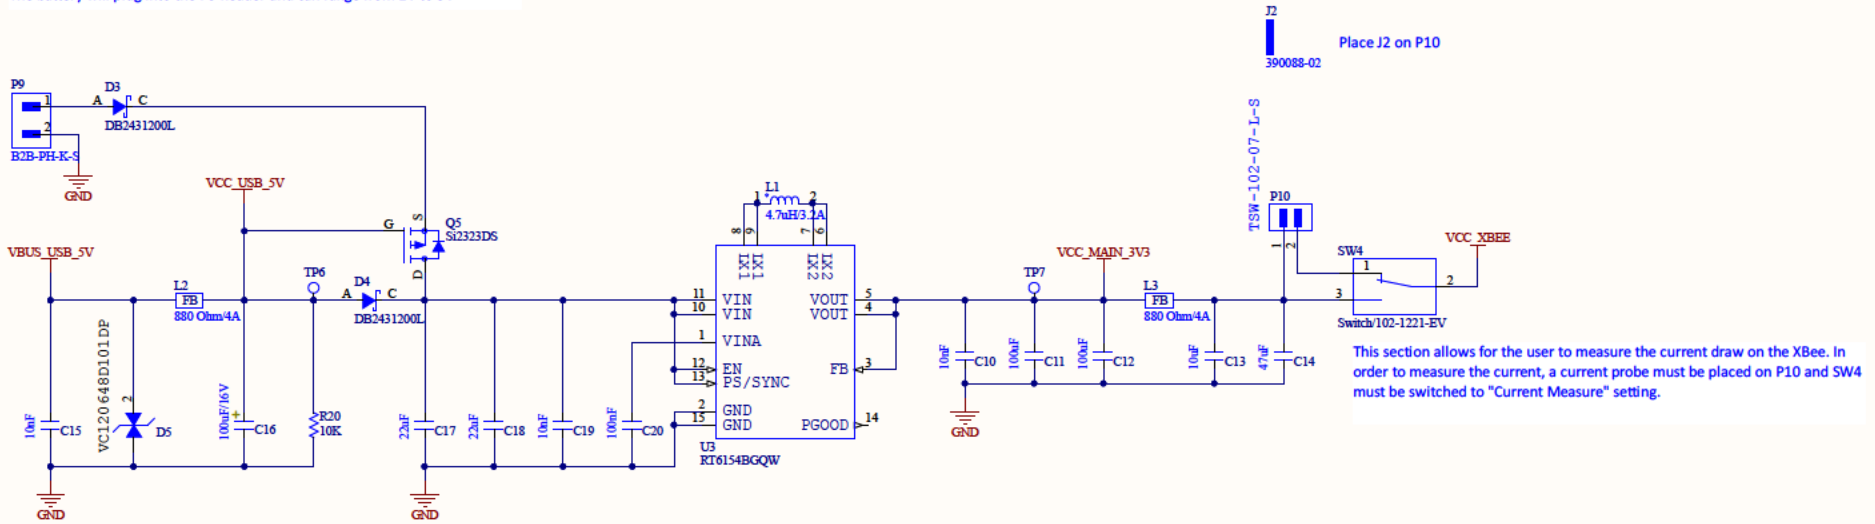 J2
Place J2 on P10
390088-02
P9
1
2
B2B-PH-K-S
GND
D3
A
C
DB2431200L
VCC_USB_5V
VBUS_USB_5V
L2
FB
880 Ohm/4A
TP6
D4
A
C
DB2431200L
G
S
D
Q5
Si2323DS
VC120648D101DP
2
D5
10nF
C15
100uF/16V
+
C16
R20
10K
22uF
C17
22uF
C18
10nF
C19
100nF
C20
GND
GND
L1
1
2
4.7uH/3.2A
8
9
7
6
LX1
LX1
LX2
LX2
11
VIN
10
VIN
1
VINA
12
EN
13
PS/SYNC
2
GND
15
GND
VOUT
5
VOUT
4
FB
3
PGOOD
14
U3
RT6154BGQW
10nF
C10
100uF
C11
100uF
C12
10uF
C13
47uF
C14
GND
TP7
VCC_MAIN_3V3
L3
FB
880 Ohm/4A
TSW-102-07-L-S
P10
1
2
SW4
1
3
2
Switch/102-1221-EV
VCC_XBEE
This section allows for the user to measure the current draw on the XBee. In
order to measure the current, a current probe must be placed on P10 and SW4
must be switched to "Current Measure" setting.